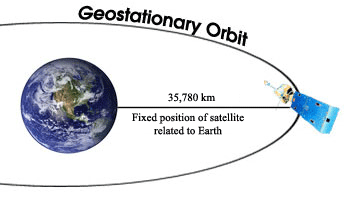 Geostationary Orbit
35,780 km
Fixed position of satellite
related to Earth